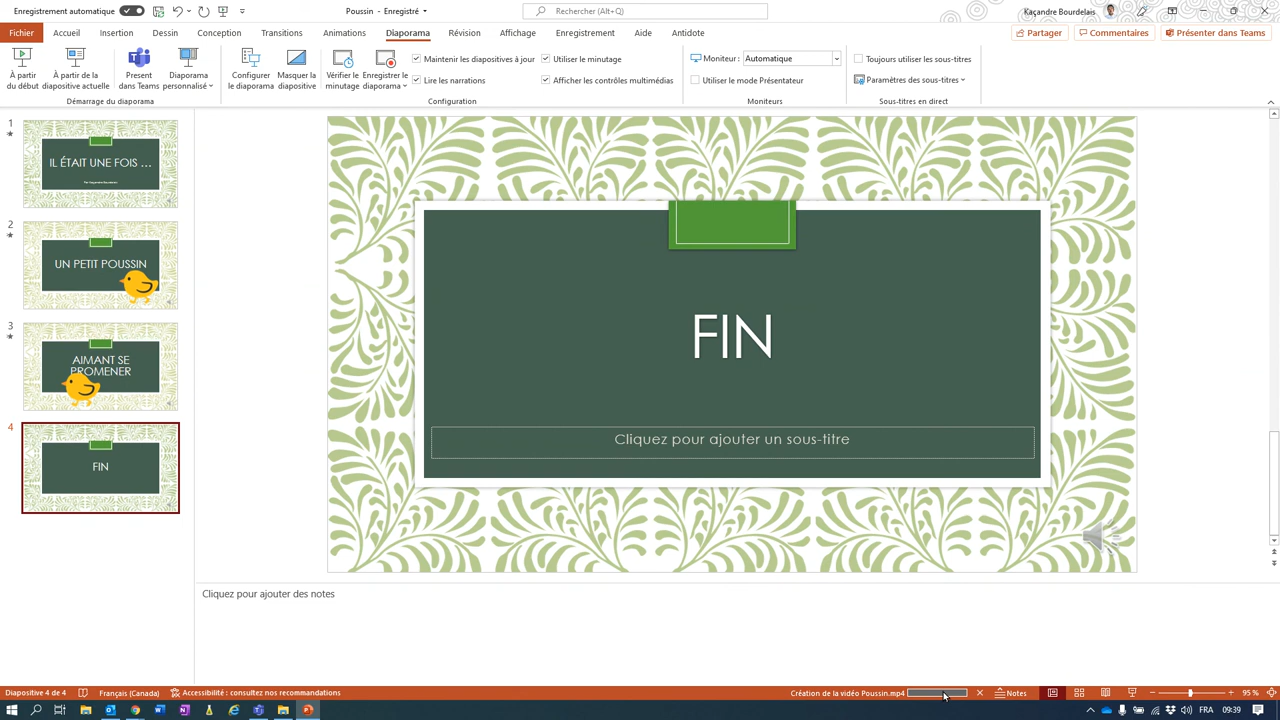 Enregistrement automatique
Poussin - Enregistré
Rechercher (Alt+Q)
Kaçandre Bourdelais
Fichier
Accueil
Insertion
Dessin
Conception
Transitions
Animations
Diaporama
Révision
Affichage
Enregistrement
Aide
Antidote
Partager
Commentaires
Présenter dans Teams
À partir
du début
À partir de la
diapositive actuelle
Present
dans Teams
Diaporama
personnalisé
Configurer
le diaporama
Masquer la
diapositive
Vérifier le
minutage
Enregistrer le
diaporama
Maintenir les diapositives à jour
Lire les narrations
Utiliser le minutage
Afficher les contrôles multimédias
Moniteur :
Automatique
Utiliser le mode Présentateur
Toujours utiliser les sous-titres
Paramètres des sous-titres
Démarrage du diaporama
Configuration
Moniteurs
Sous-titres en direct
1
IL ÉTAIT UNE FOIS …
2
UN PETIT POUSSIN
3
AIMANT SE
PROMENER
4
FIN
FIN
Cliquez pour ajouter un sous-titre
Cliquez pour ajouter des notes
Diapositive 4 de 4
Français (Canada)
Accessibilité : consultez nos recommandations
Création de la vidéo Poussin.mp4
Notes
95 %
FRA
09:39